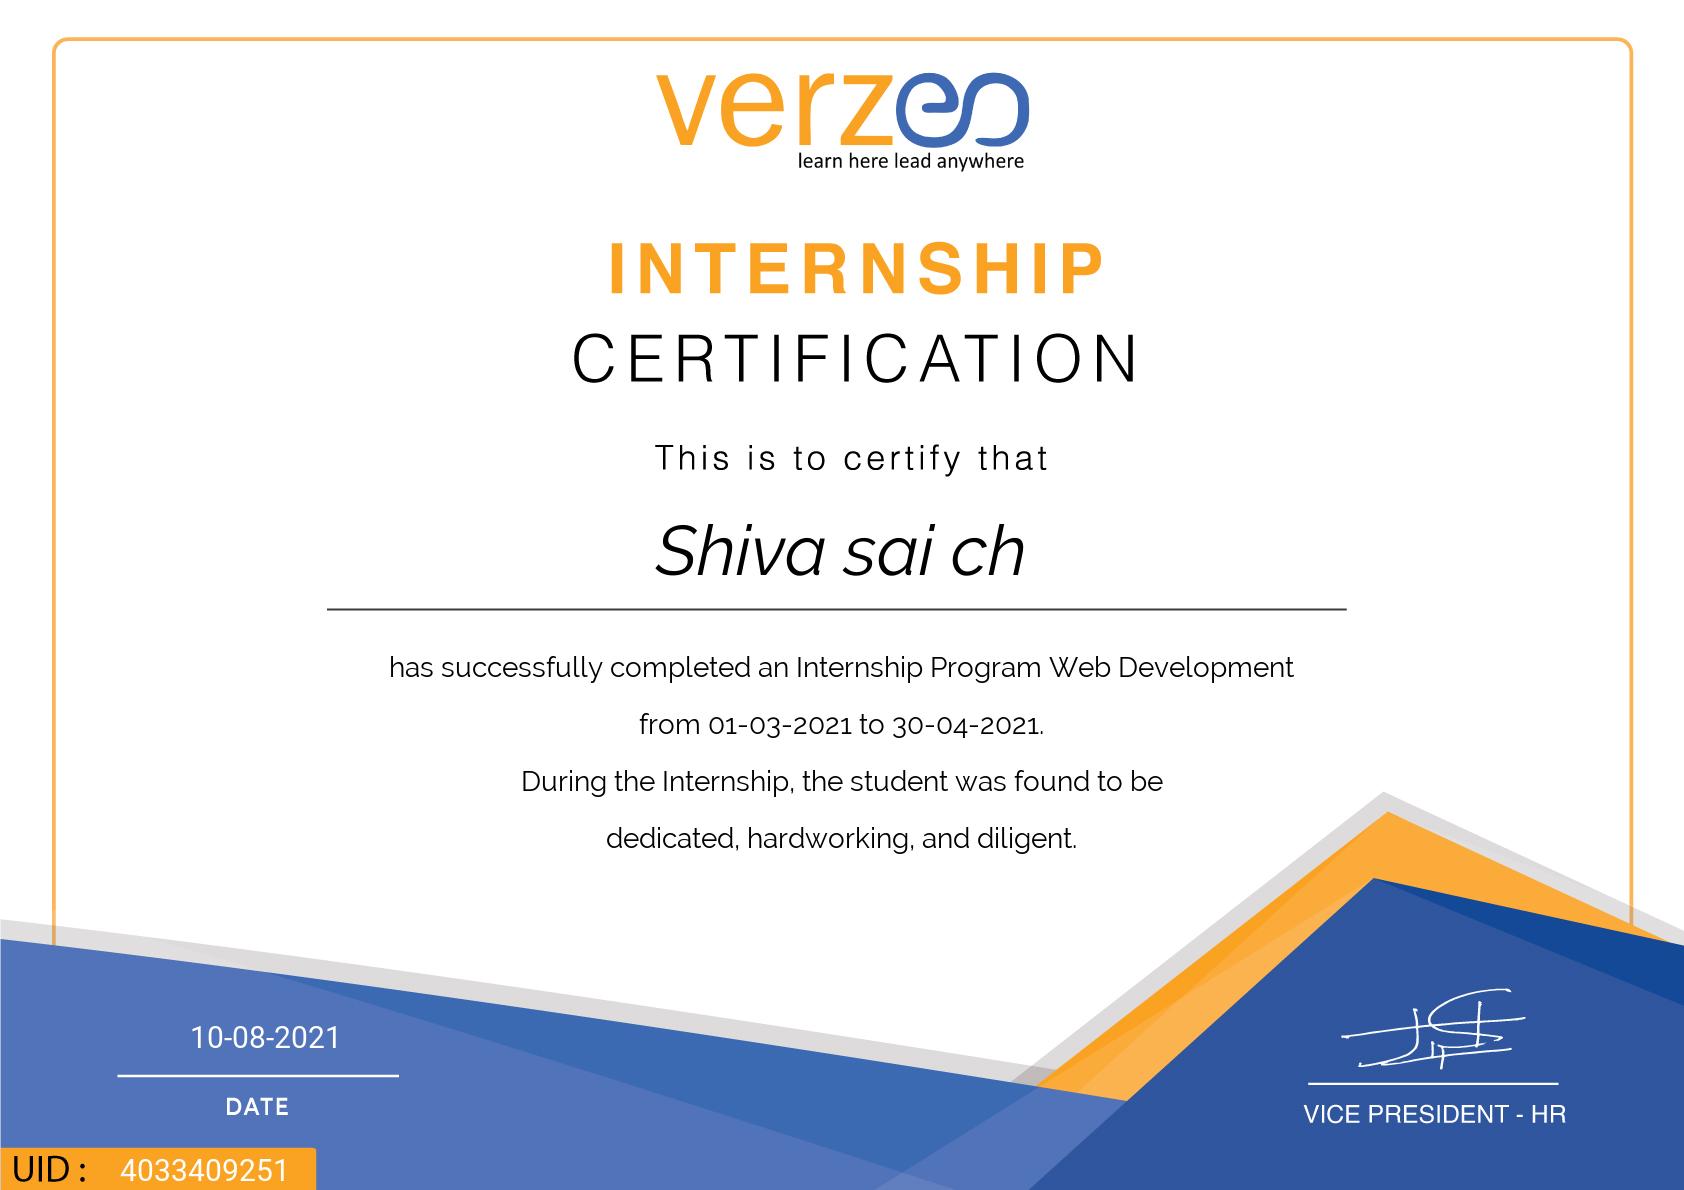 verzeo
learn here lead anywhere
INTERNSHIP
CERTIFICATION
This is to certify that
Shiva sai ch
has successfully completed an Internship Program Web Development
from 01-03-2021 to 30-04-2021.
During the Internship, the student was found to be
dedicated, hardworking, and diligent.
10-08-2021
DATE
VICE PRESIDENT - HR
UID : 4033409251